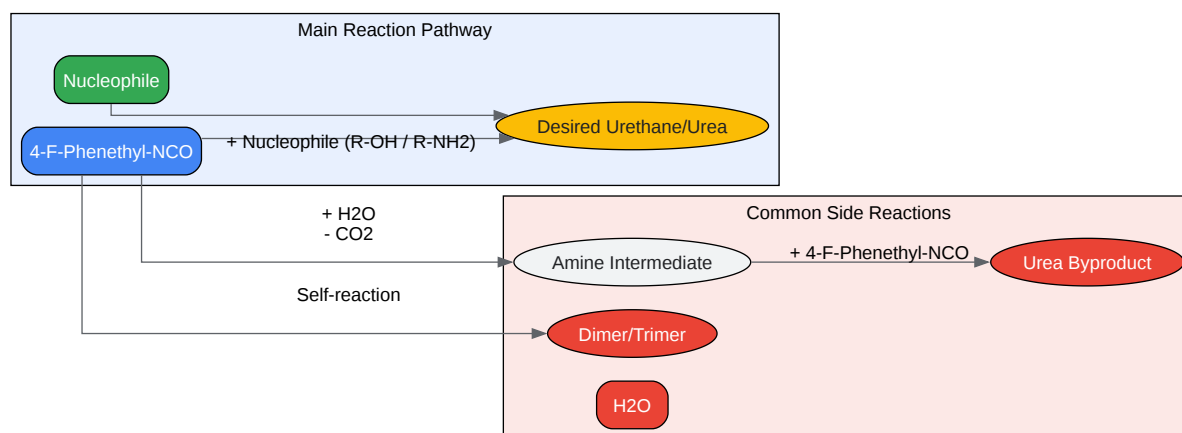 Main Reaction Pathway
Nucleophile
Desired Urethane/Urea
+ Nucleophile (R-OH / R-NH2)
4-F-Phenethyl-NCO
+ H2O
- CO2
Common Side Reactions
Amine Intermediate
+ 4-F-Phenethyl-NCO
Urea Byproduct
Self-reaction
Dimer/Trimer
H2O